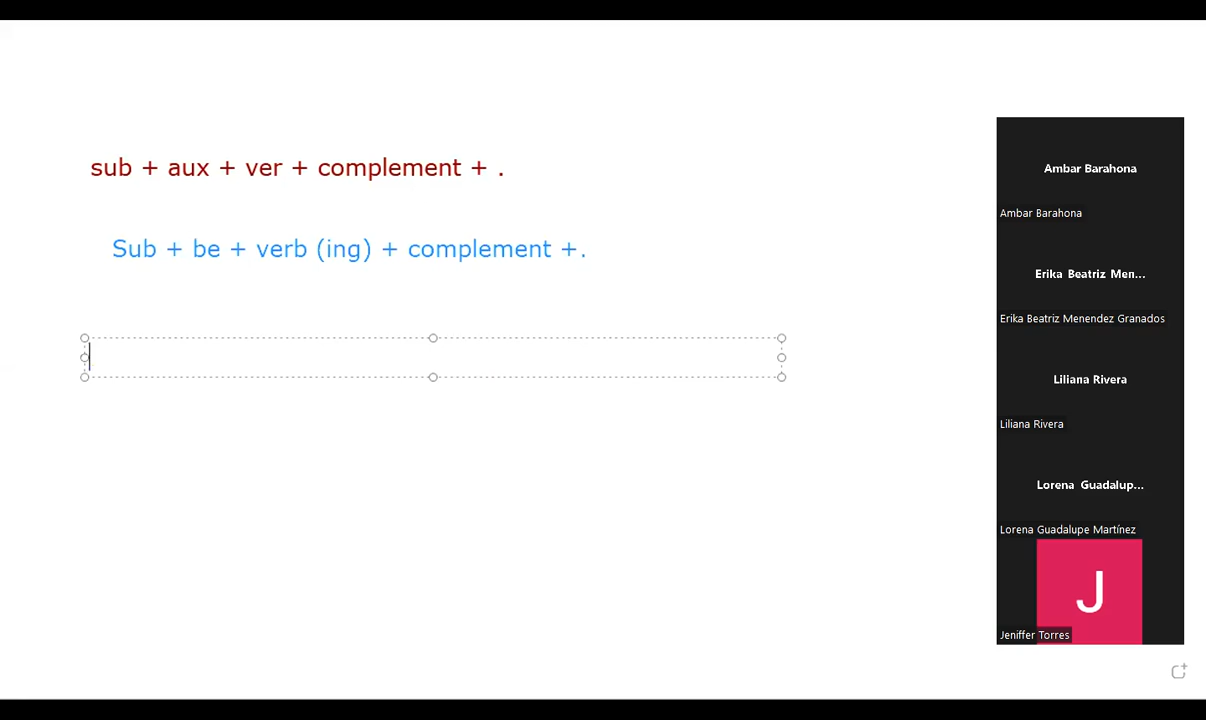 sub + aux + ver + complement + .
Sub + be + verb (ing) + complement +.
Ambar Barahona
Ambar Barahona
Erika Beatriz Men...
Erika Beatriz Menendez Granados
Liliana Rivera
Liliana Rivera
Lorena Guadalup...
Lorena Guadalupe Martínez
J
Jeniffer Torres